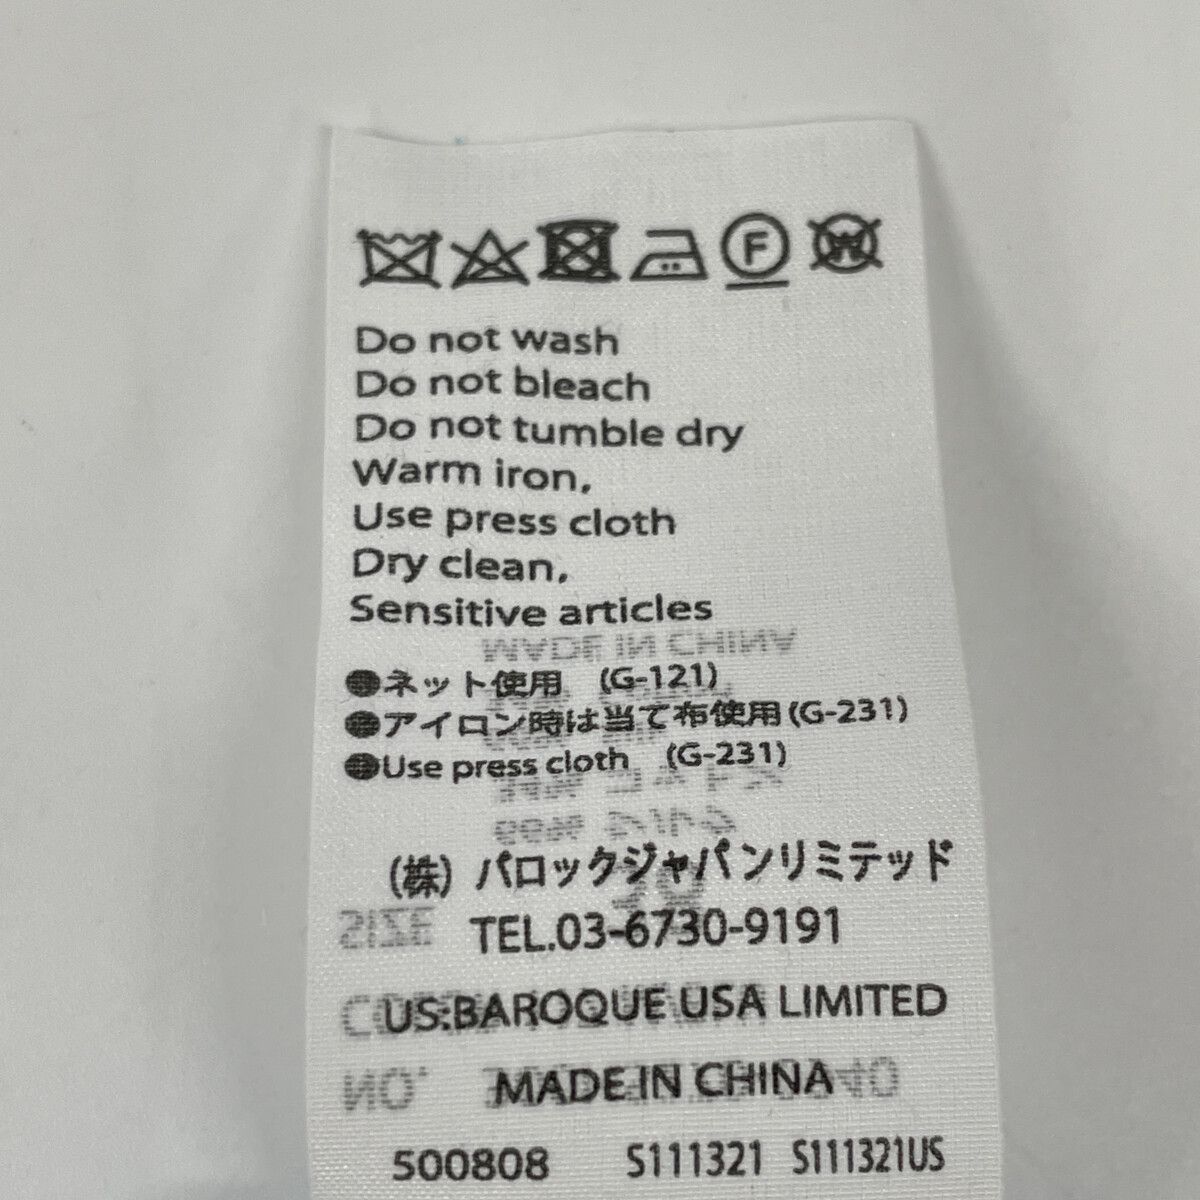 F
W
Do not wash
Do not bleach
Do not tumble dry
Warm iron,
Use press cloth
Dry clean,
Sensitive articles
●ネット使用 (G-121)
●アイロン時は当て布使用(G-231)
●Use press cloth (G-231)
(株) バロックジャパンリミテッド
TEL.03-6730-9191
US:BAROQUE USA LIMITED
MADE IN CHINA
500808 S111321 S111321US